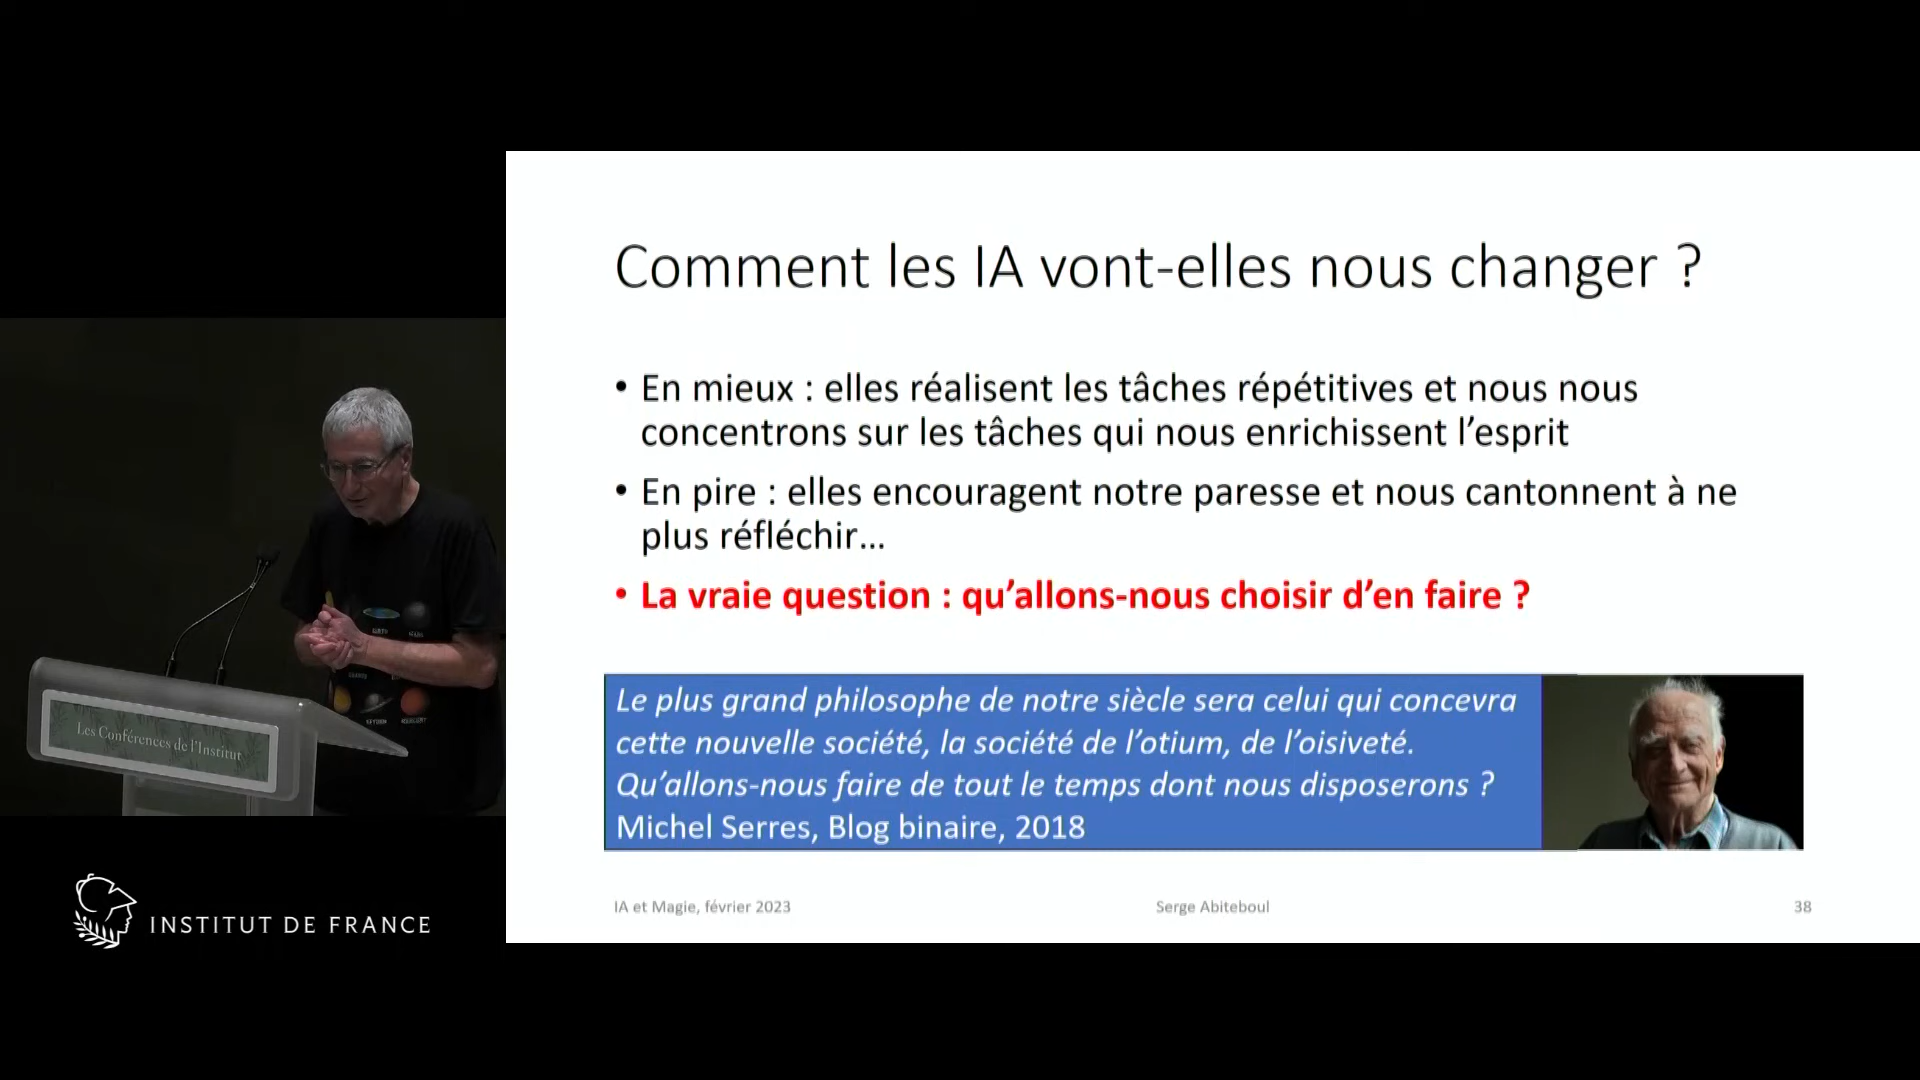 Comment les IA vont-elles nous changer ?
• En mieux : elles réalisent les tâches répétitives et nous nous
concentrons sur les tâches qui nous enrichissent l’esprit
• En pire : elles encouragent notre paresse et nous cantonnent à ne
plus réfléchir…
• La vraie question : qu’allons-nous choisir d’en faire ?
Le plus grand philosophe de notre siècle sera celui qui concevra
cette nouvelle société, la société de l’otium, de l’oisiveté.
Qu’allons-nous faire de tout le temps dont nous disposerons ?
Michel Serres, Blog binaire, 2018
IA et Magie, février 2023
Serge Abiteboul
38
Les Conférences de l'Institut
INSTITUT DE FRANCE